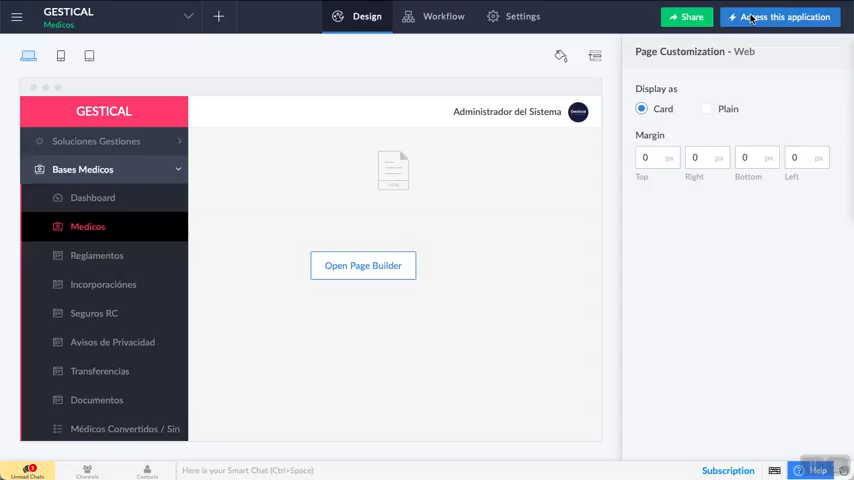 GESTICAL
Medicos
Design
Workflow
Settings
Share
Access this application
Page Customization - Web
Display as
Card
Plain
Margin
0 px
0 px
0 px
0 px
Top
Right
Bottom
Left
GESTICAL
Administrador del Sistema
Soluciones Gestiones
Bases Medicos
Dashboard
Medicos
Reglamentos
Incorporaciónes
Seguros RC
Avisos de Privacidad
Transferencias
Documentos
Médicos Convertidos / Sin
HTML
Open Page Builder
Unread Chats
Channels
Contacts
Here is your Smart Chat (Ctrl+Space)
Subscription
Help